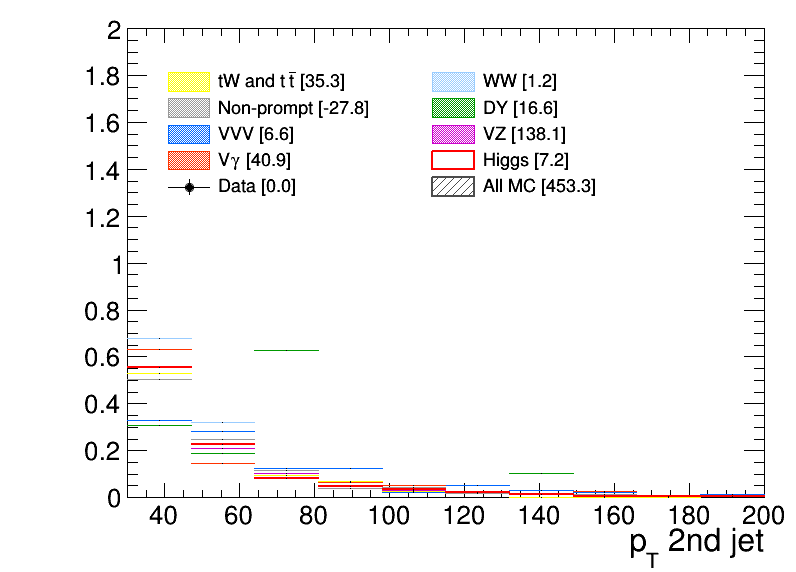 2
1.8
1.6
1.4
1.2
1
0.8
0.6
0.4
0.2
0
tW and t t̄ [35.3]
Non-prompt [-27.8]
VVV [6.6]
Vγ [40.9]
Data [0.0]
WW [1.2]
DY [16.6]
VZ [138.1]
Higgs [7.2]
All MC [453.3]
40 60 80 100 120 140 160 180 200
p_T 2nd jet